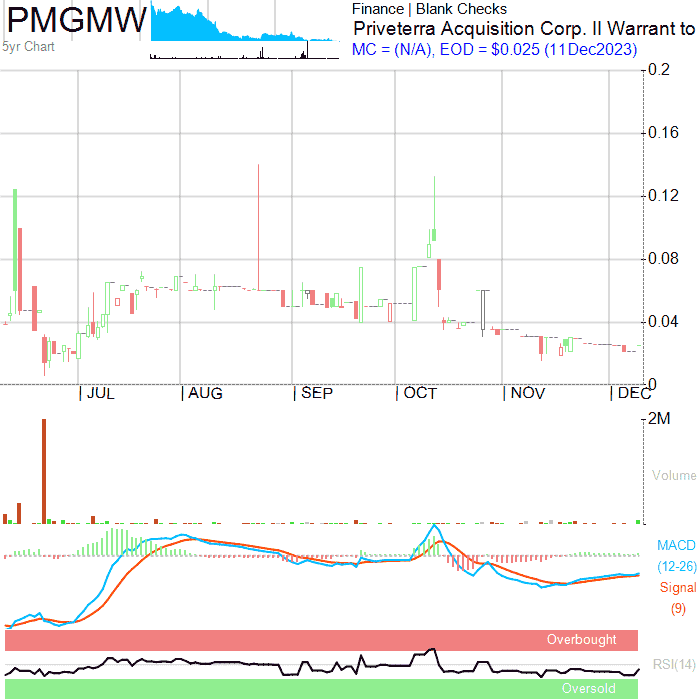 PMGMW
5yr Chart
Finance | Blank Checks
Priveterra Acquisition Corp. II Warrant to
MC = (N/A), EOD = $0.025 (11Dec2023)
0.2
0.16
0.12
0.08
0.04
0
JUL
AUG
SEP
OCT
NOV
DEC
2M
Volume
MACD
(12-26)
Signal
(9)
Overbought
RSI(14)
Oversold